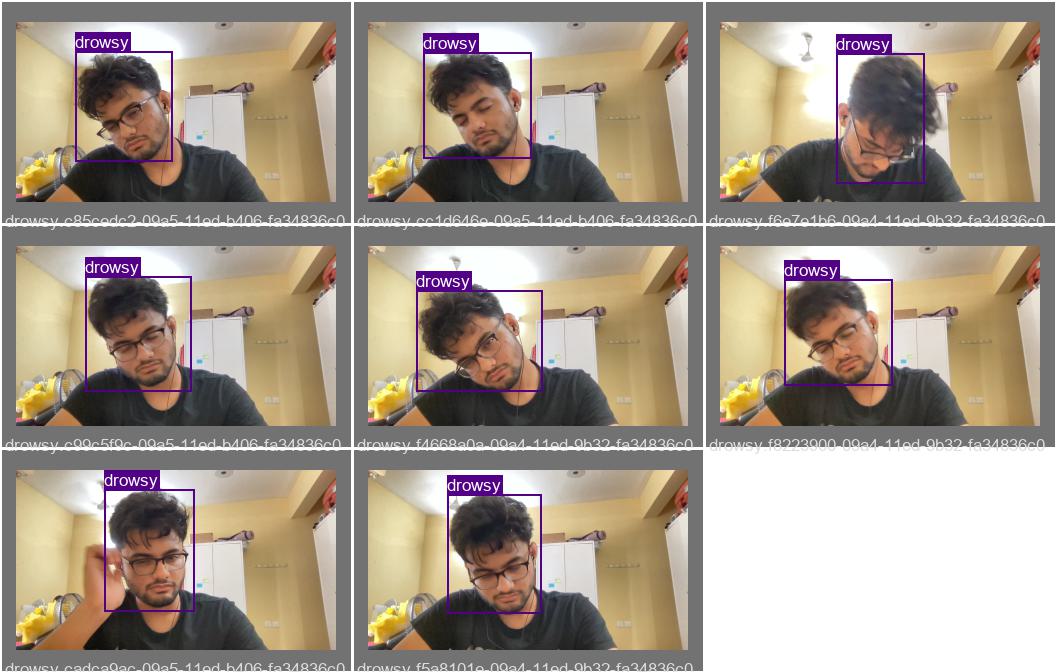 drowsy
drowsy
drowsy
drowsy.c85cedc2-09a5-11ed-b406-fa34836c0
drowsy.cc1d646e-09a5-11ed-b406-fa34836c0
drowsy.f6e7e1b6-09a4-11ed-9b32-fa34836c0
drowsy
drowsy
drowsy
drowsy.c99c5f9c-09a5-11ed-b406-fa34836c0
drowsy.f4668a0a-09a4-11ed-9b32-fa34836c0
drowsy.f8223900-09a4-11ed-9b32-fa34836c0
drowsy
drowsy
drowsy.cadca9ac-09a5-11ed-b406-fa34836c0
drowsy.f5a8101e-09a4-11ed-9b32-fa34836c0